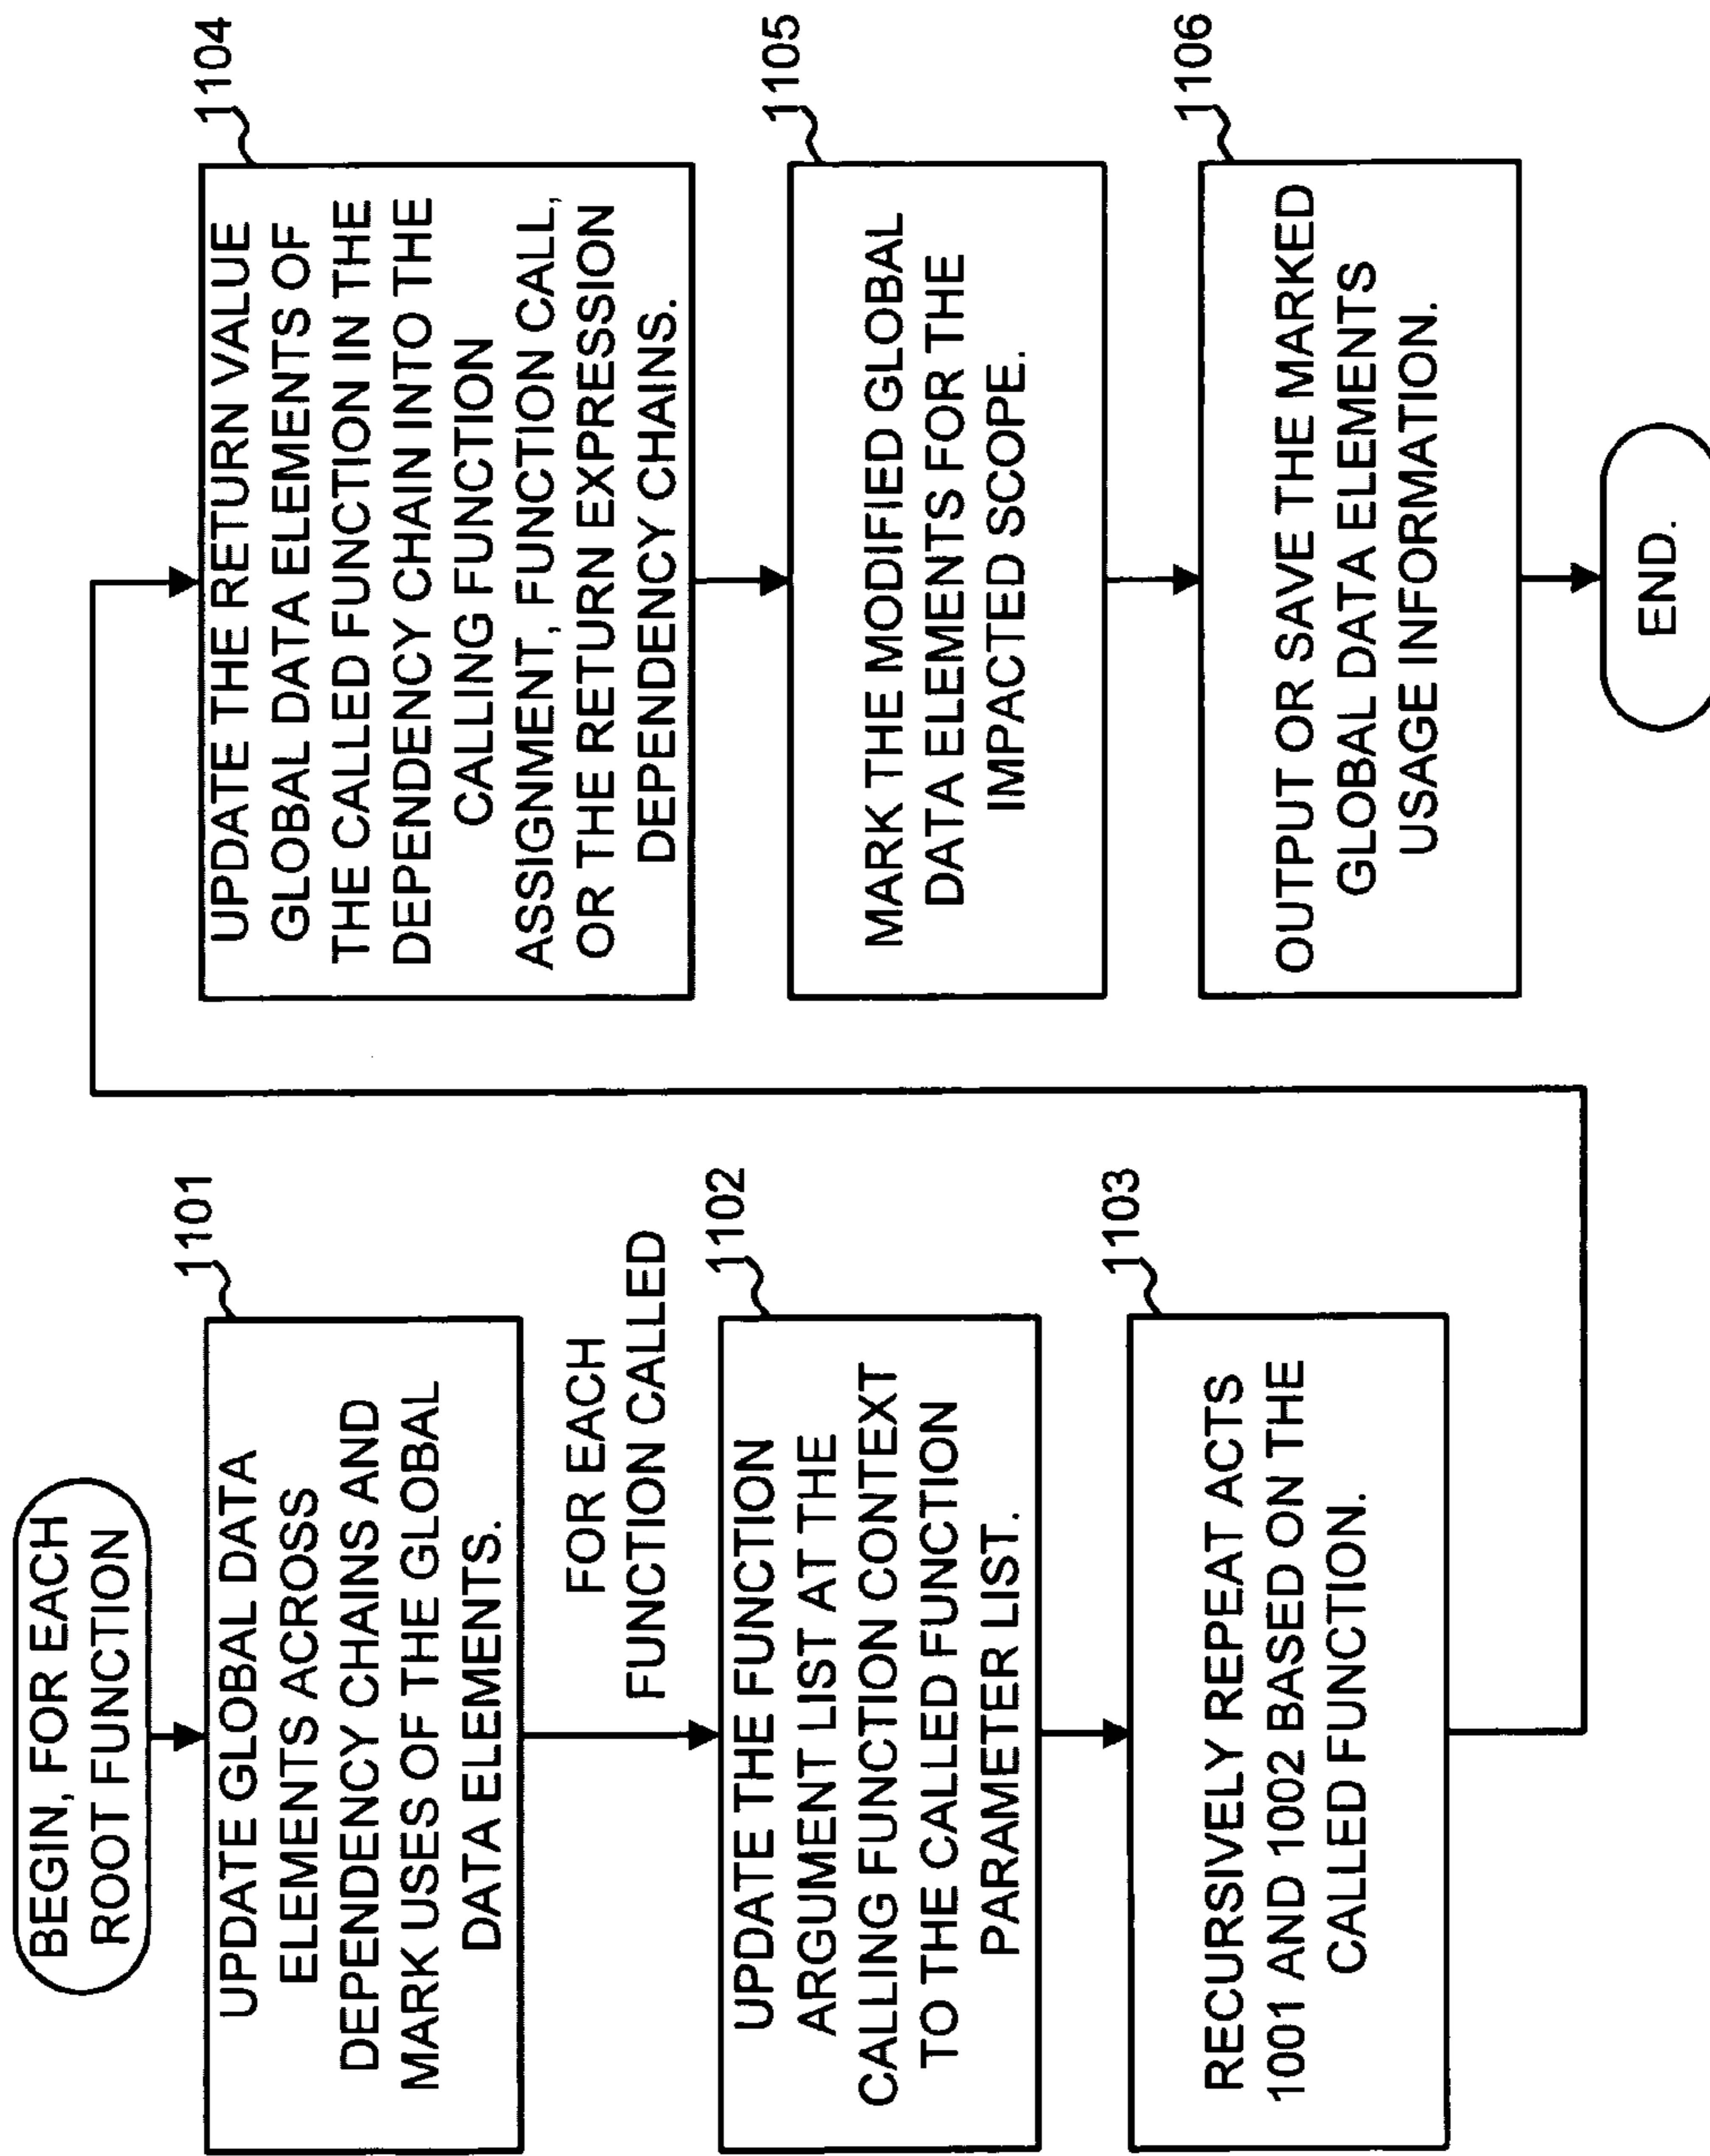 BEGIN, FOR EACH
ROOT FUNCTION
1101
UPDATE GLOBAL DATA
ELEMENTS ACROSS
DEPENDENCY CHAINS AND
MARK USES OF THE GLOBAL
DATA ELEMENTS.
FOR EACH
FUNCTION CALLED
1102
UPDATE THE FUNCTION
ARGUMENT LIST AT THE
CALLING FUNCTION CONTEXT
TO THE CALLED FUNCTION
PARAMETER LIST.
1103
RECURSIVELY REPEAT ACTS
1001 AND 1002 BASED ON THE
CALLED FUNCTION.
1104
UPDATE THE RETURN VALUE
GLOBAL DATA ELEMENTS OF
THE CALLED FUNCTION IN THE
DEPENDENCY CHAIN INTO THE
CALLING FUNCTION
ASSIGNMENT, FUNCTION CALL,
OR THE RETURN EXPRESSION
DEPENDENCY CHAINS.
1105
MARK THE MODIFIED GLOBAL
DATA ELEMENTS FOR THE
IMPACTED SCOPE.
1106
OUTPUT OR SAVE THE MARKED
GLOBAL DATA ELEMENTS
USAGE INFORMATION.
END.